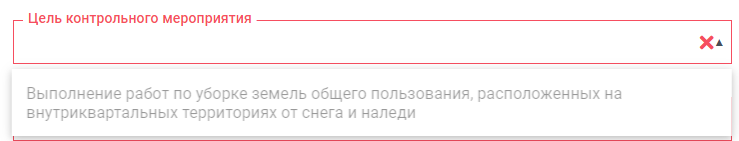 Цель контрольного мероприятия
Выполнение работ по уборке земель общего пользования, расположенных на
внутриквартальных территориях от снега и наледи